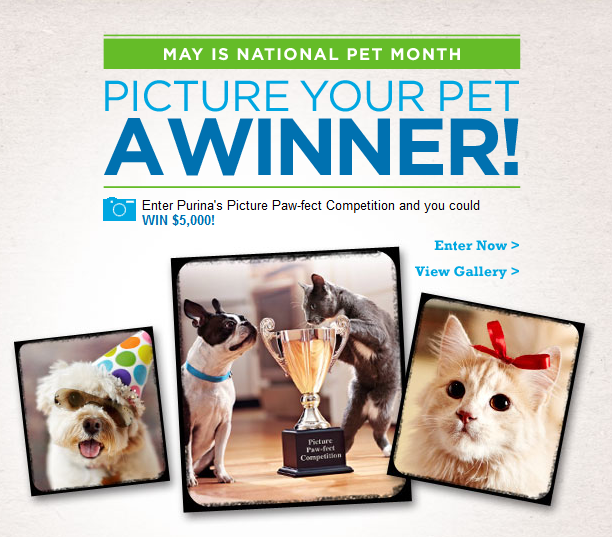 MAY IS NATIONAL PET MONTH
PICTURE YOUR PET
A WINNER!
Enter Purina's Picture Paw-fect Competition and you could
WIN $5,000!
Enter Now >
View Gallery >
Picture
Paw-fect
Competition